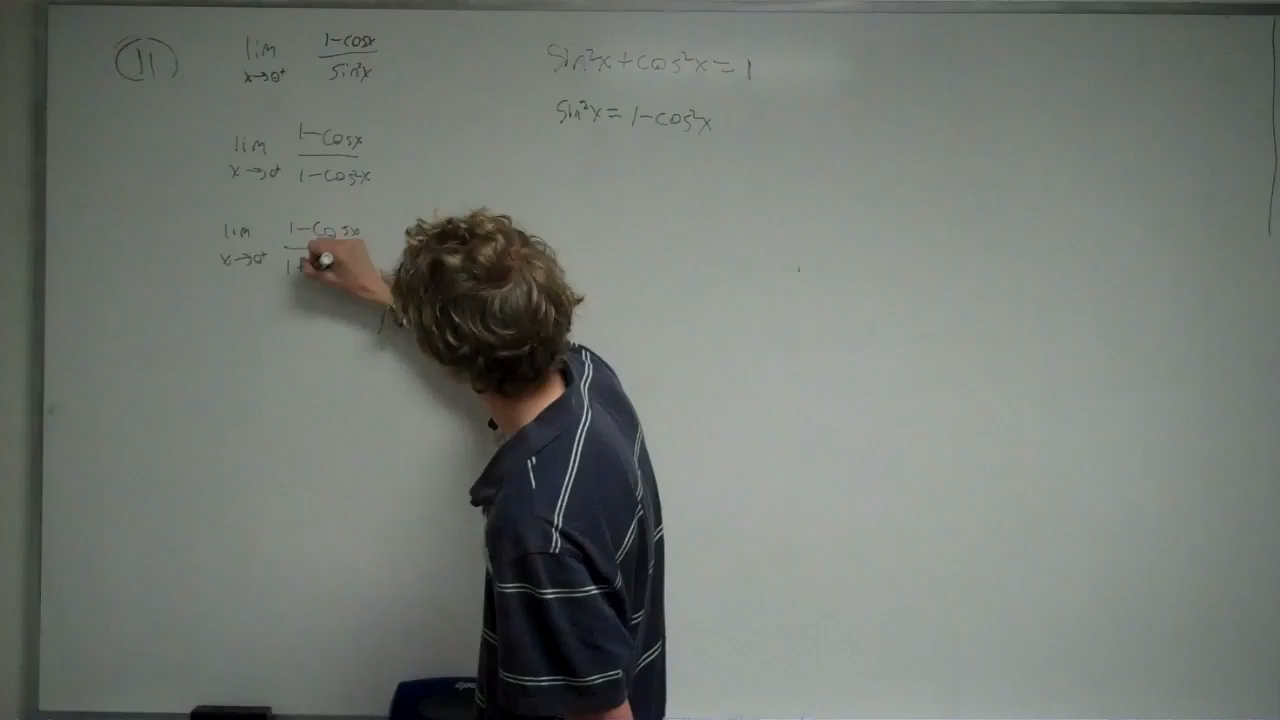 11
lim x→0⁺ 1-cosx / sin²x
lim x→0⁺ 1-cosx / 1-cos²x
lim x→0⁺ 1-cosx / 1+
sin²x+cos²x=1
sin²x=1-cos²x